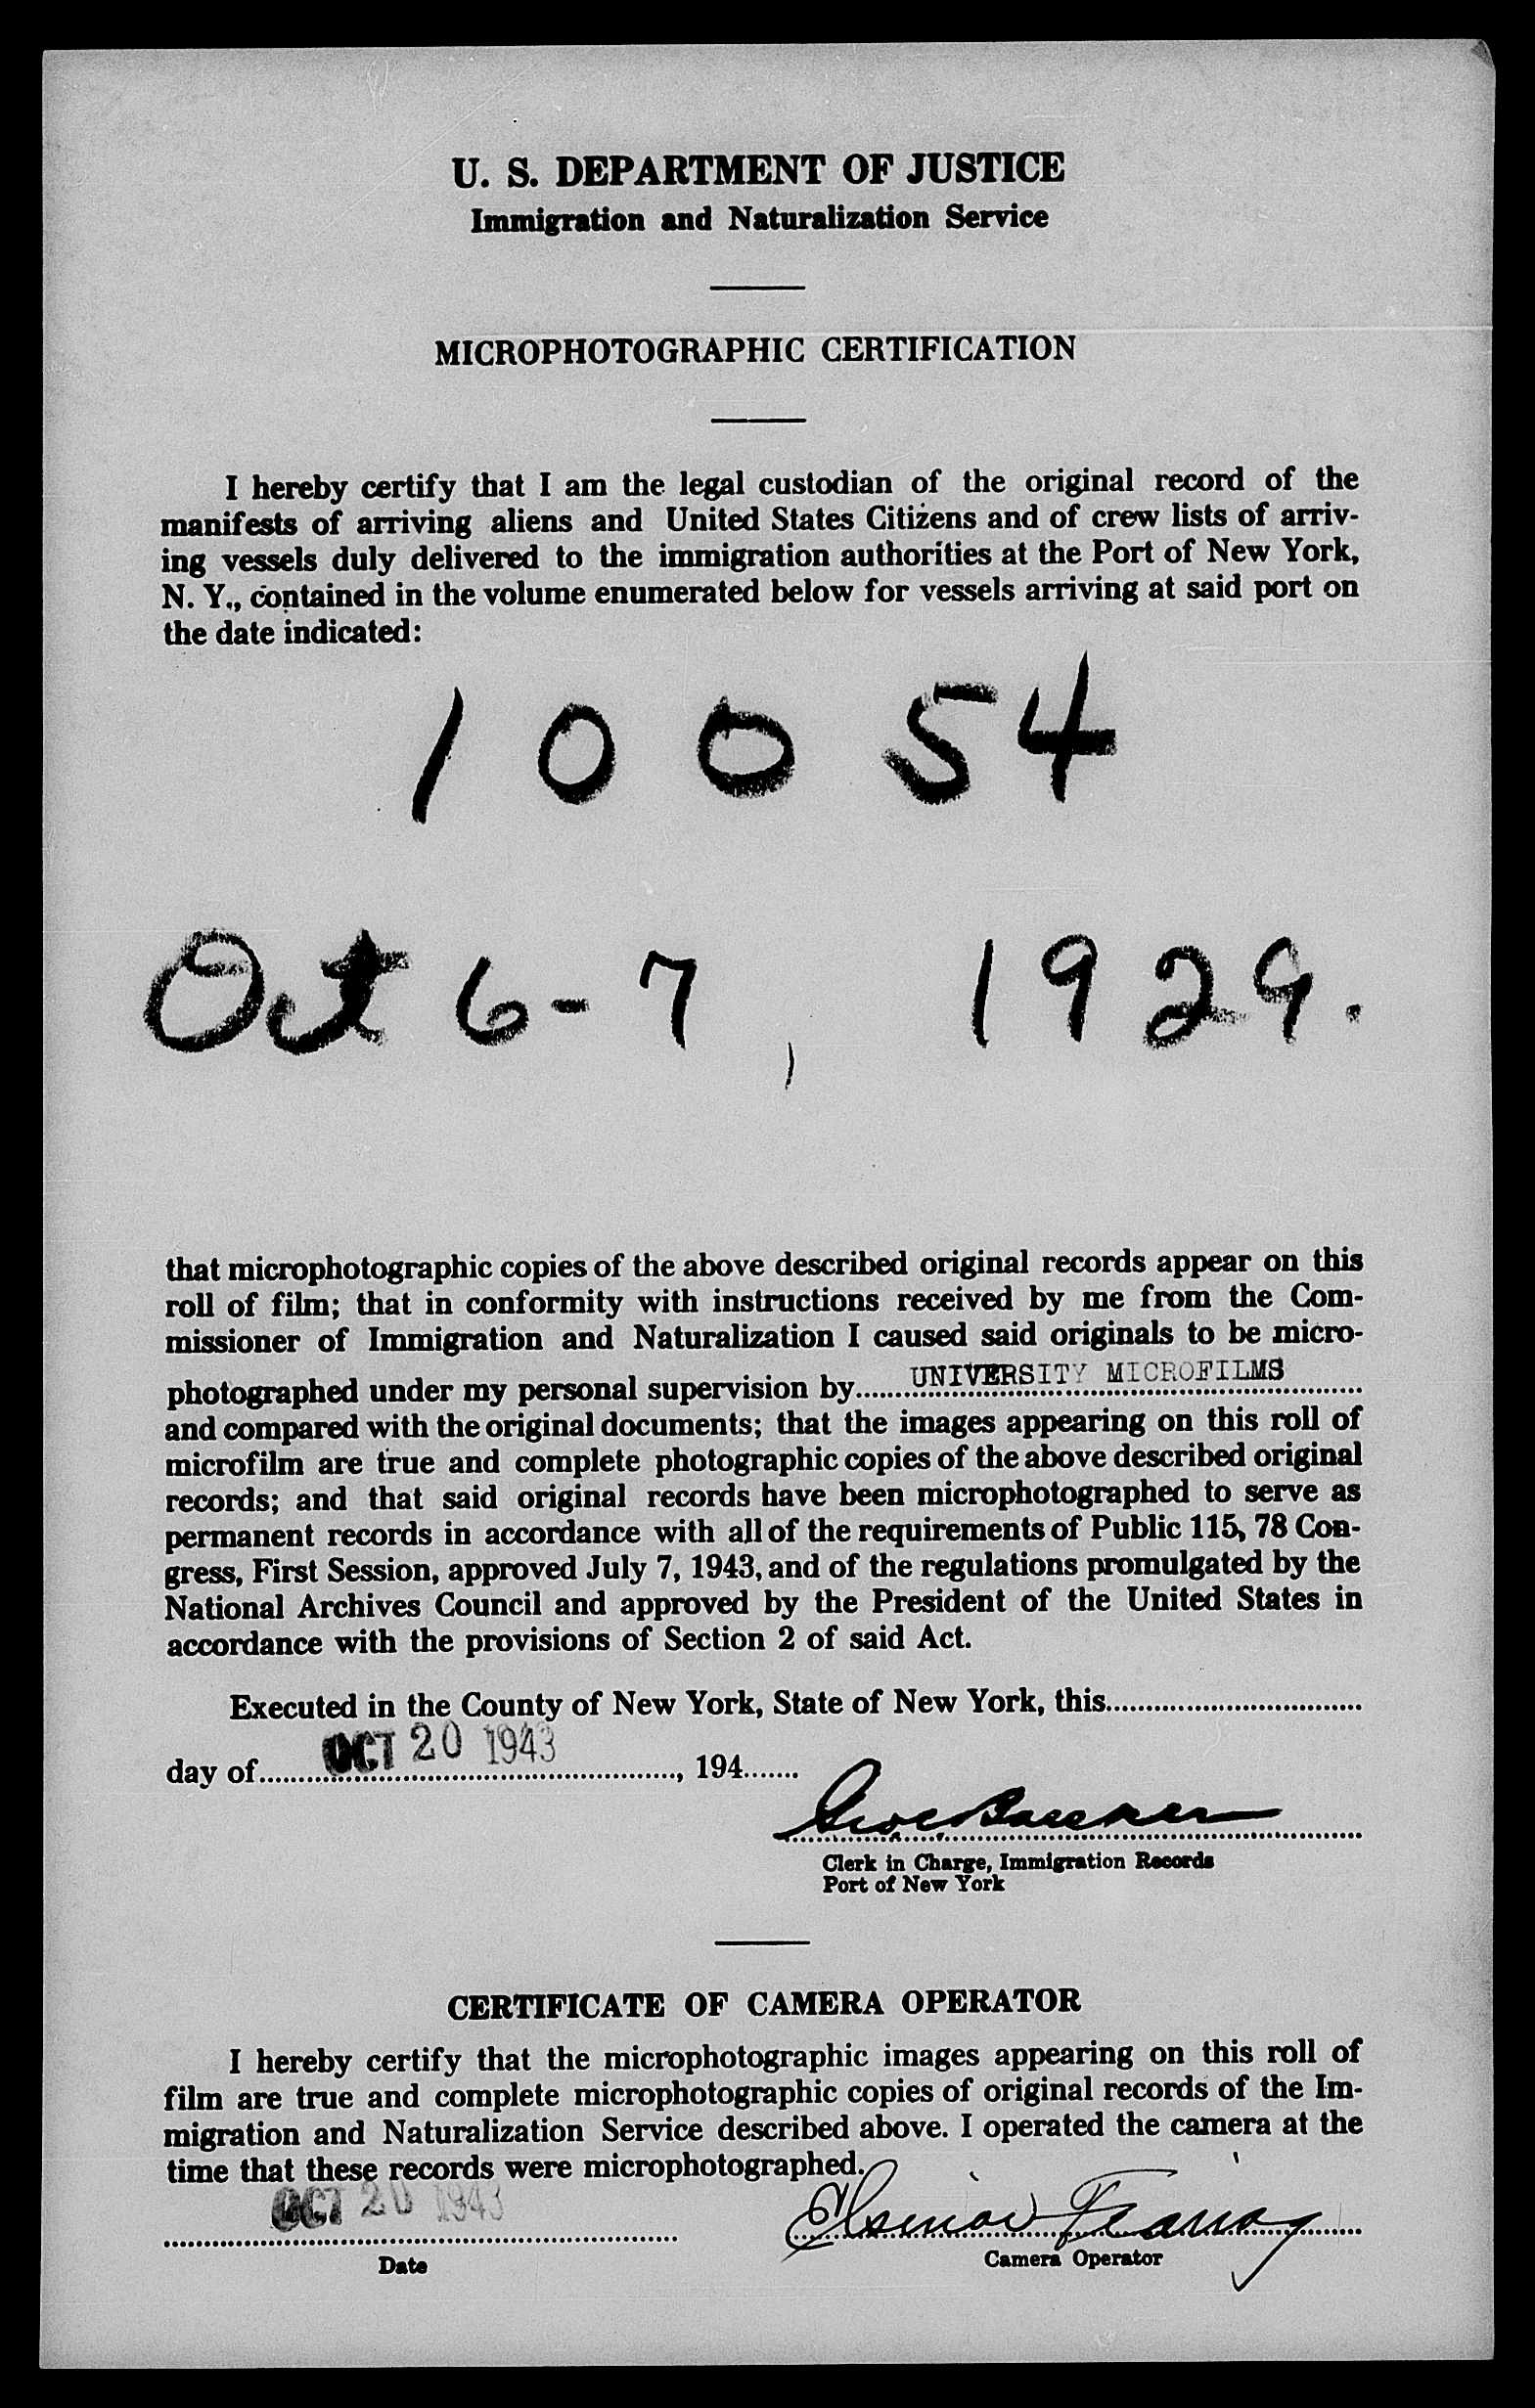 U. S. DEPARTMENT OF JUSTICE
Immigration and Naturalization Service
MICROPHOTOGRAPHIC CERTIFICATION
I hereby certify that I am the legal custodian of the original record of the
manifests of arriving aliens and United States Citizens and of crew lists of arriv-
ing vessels duly delivered to the immigration authorities at the Port of New York,
N. Y., contained in the volume enumerated below for vessels arriving at said port on
the date indicated:
10054
Oct 6-7, 1929.
that microphotographic copies of the above described original records appear on this
roll of film; that in conformity with instructions received by me from the Com-
missioner of Immigration and Naturalization I caused said originals to be micro-
photographed under my personal supervision by UNIVERSITY MICROFILMS
and compared with the original documents; that the images appearing on this roll of
microfilm are true and complete photographic copies of the above described original
records; and that said original records have been microphotographed to serve as
permanent records in accordance with all of the requirements of Public 115, 78 Con-
gress, First Session, approved July 7, 1943, and of the regulations promulgated by the
National Archives Council and approved by the President of the United States in
accordance with the provisions of Section 2 of said Act.
Executed in the County of New York, State of New York, this
day of OCT 20 1943, 194
Clerk in Charge, Immigration Records
Port of New York
CERTIFICATE OF CAMERA OPERATOR
I hereby certify that the microphotographic images appearing on this roll of
film are true and complete microphotographic copies of original records of the Im-
migration and Naturalization Service described above. I operated the camera at the
time that these records were microphotographed.
OCT 20 1943
Date
Camera Operator